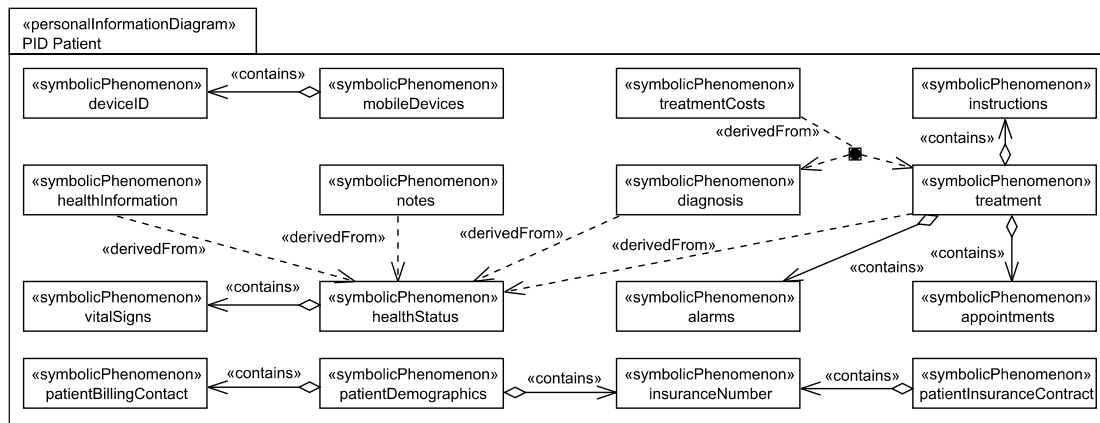 «personalInformationDiagram»
PID Patient
«symbolicPhenomenon»
deviceID
«contains»
«symbolicPhenomenon»
mobileDevices
«symbolicPhenomenon»
treatmentCosts
«symbolicPhenomenon»
instructions
«derivedFrom»
«contains»
«symbolicPhenomenon»
healthInformation
«symbolicPhenomenon»
notes
«symbolicPhenomenon»
diagnosis
«symbolicPhenomenon»
treatment
«derivedFrom»
«derivedFrom»
«derivedFrom»
«derivedFrom»
«contains»
«contains»
«symbolicPhenomenon»
vitalSigns
«contains»
«symbolicPhenomenon»
healthStatus
«symbolicPhenomenon»
alarms
«symbolicPhenomenon»
appointments
«symbolicPhenomenon»
patientBillingContact
«contains»
«symbolicPhenomenon»
patientDemographics
«contains»
«symbolicPhenomenon»
insuranceNumber
«contains»
«symbolicPhenomenon»
patientInsuranceContract